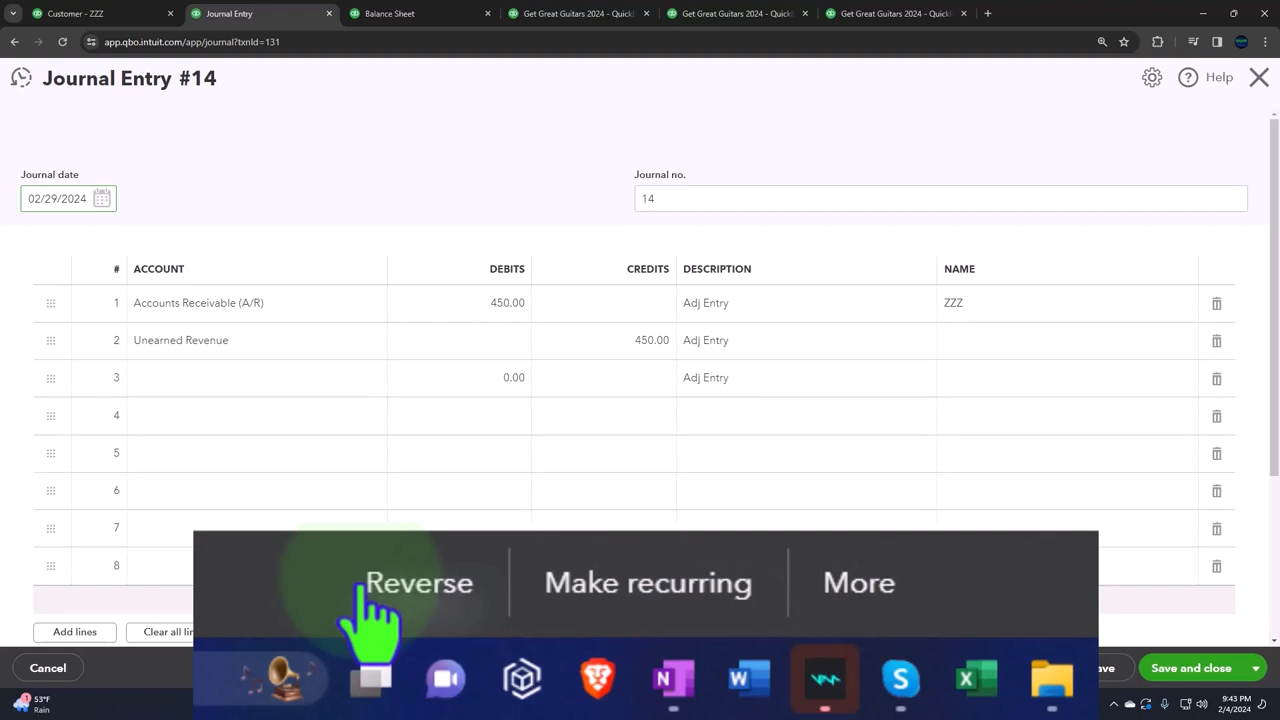 Customer - ZZZ
Journal Entry
Balance Sheet
Get Great Guitars 2024 - Quick
Get Great Guitars 2024 - Quick
Get Great Guitars 2024 - Quick
app.qbo.intuit.com/app/journal?txnId=131
Journal Entry #14
Help
Journal date
Journal no.
02/29/2024
14
# ACCOUNT DEBITS CREDITS DESCRIPTION NAME
1 Accounts Receivable (A/R) 450.00 Adj Entry ZZZ
2 Unearned Revenue 450.00 Adj Entry
3 0.00 Adj Entry
4
5
6
7
8
Reverse Make recurring More
Add lines Clear all lin
Cancel ave Save and close
53°F
Rain
9:43 PM
2/4/2024